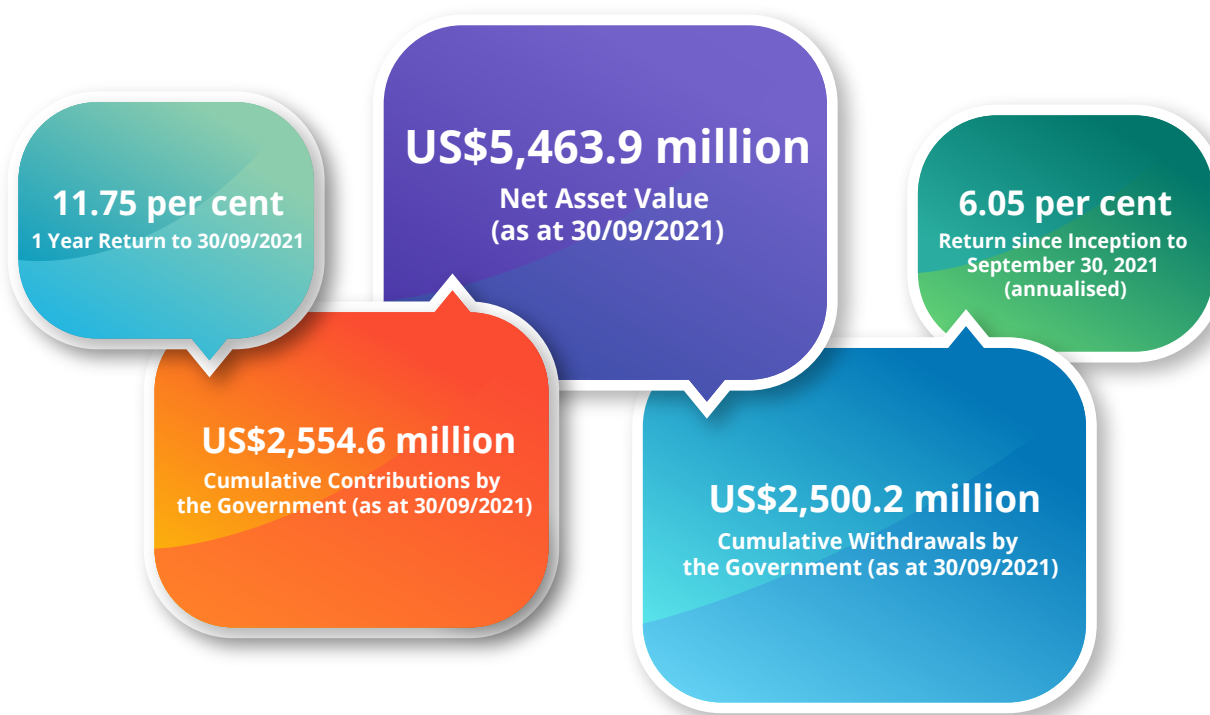 US$5,463.9 million
Net Asset Value
(as at 30/09/2021)
11.75 per cent
1 Year Return to 30/09/2021
6.05 per cent
Return since Inception to
September 30, 2021
(annualised)
US$2,554.6 million
Cumulative Contributions by
the Government (as at 30/09/2021)
US$2,500.2 million
Cumulative Withdrawals by
the Government (as at 30/09/2021)